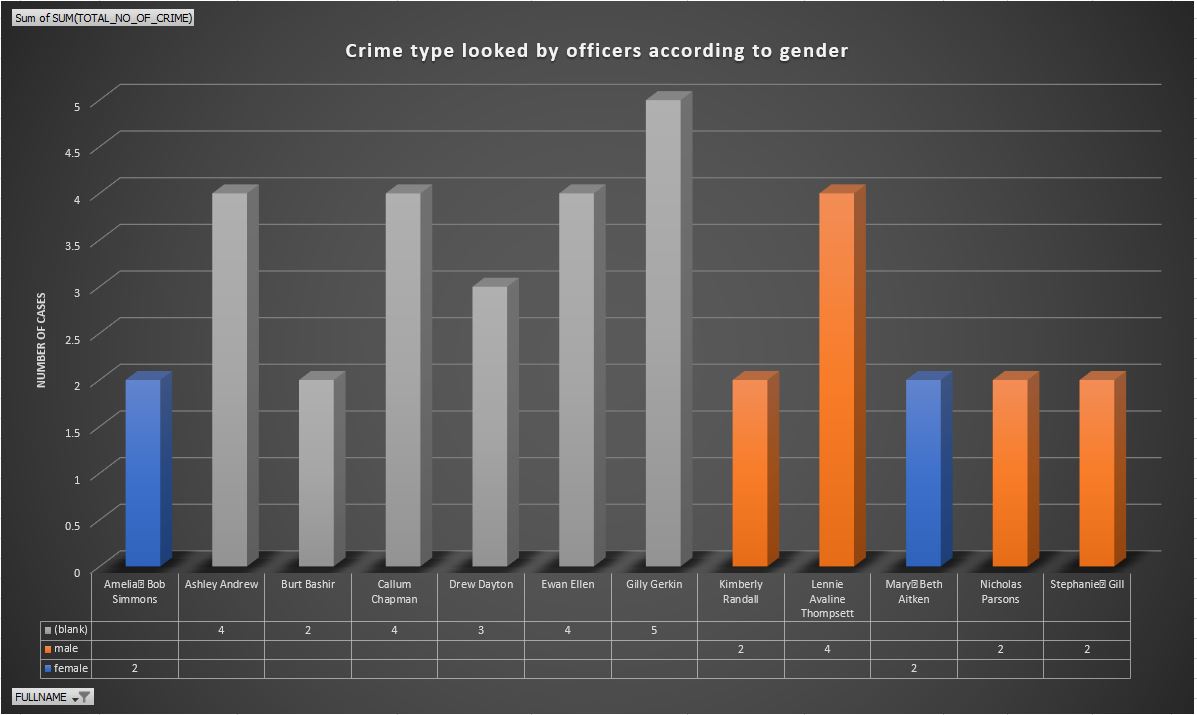 Sum of SUM(TOTAL_NO_OF_CRIME)
Crime type looked by officers according to gender
NUMBER OF CASES
5
4.5
4
3.5
3
2.5
2
1.5
1
0.5
0
Amelia Bob Simmons
Ashley Andrew
Burt Bashir
Callum Chapman
Drew Dayton
Ewan Ellen
Gilly Gerkin
Kimberly Randall
Lennie Avaline Thompsett
Mary Beth Aitken
Nicholas Parsons
Stephanie Gill
(blank) 4 2 4 3 4 5
male 2 4 2 2
female 2 2
FULLNAME